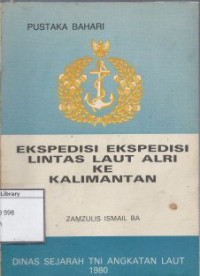 PUSTAKA BAHARI
EKSPEDISI EKSPEDISI
LINTAS LAUT ALRI
KE
KALIMANTAN
ZAMZULIS ISMAIL BA
Library
DINAS SEJARAH TNI ANGKATAN LAUT
1980